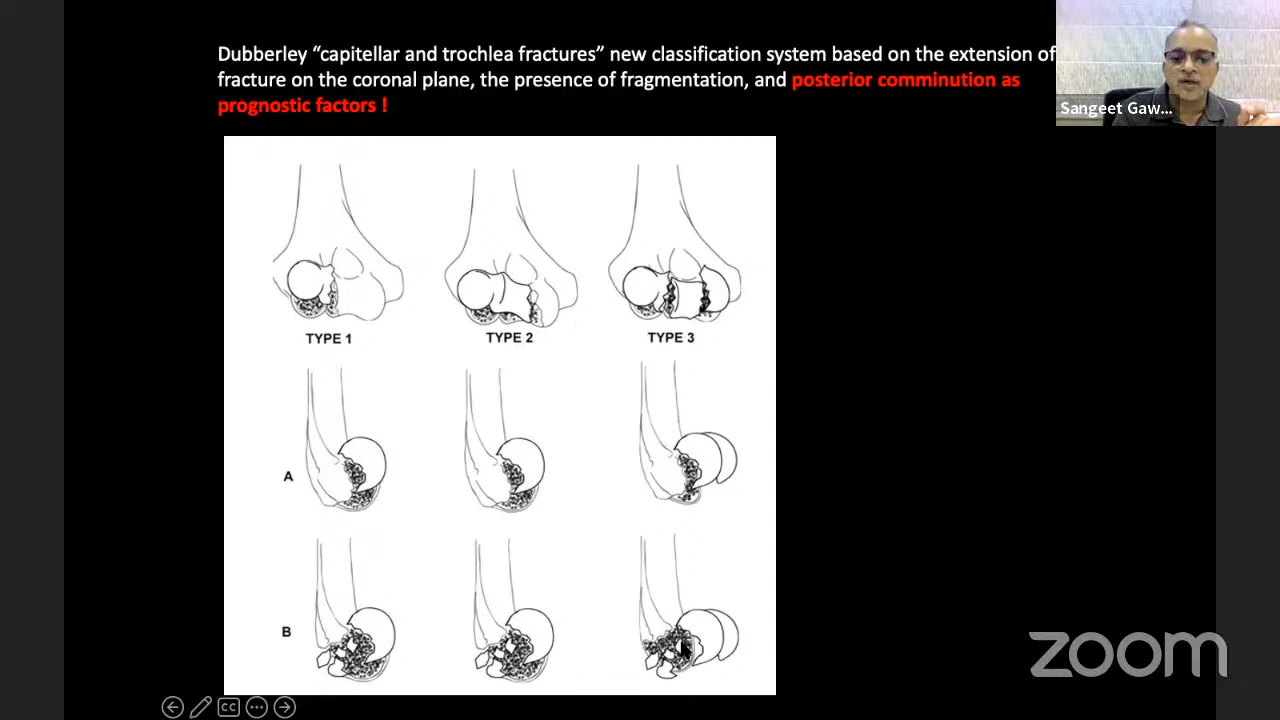 Dubberley “capitellar and trochlea fractures” new classification system based on the extension of
fracture on the coronal plane, the presence of fragmentation, and posterior comminution as
prognostic factors !
Sangeet Gaw...
TYPE 1
TYPE 2
TYPE 3
A
B
CC
zoom